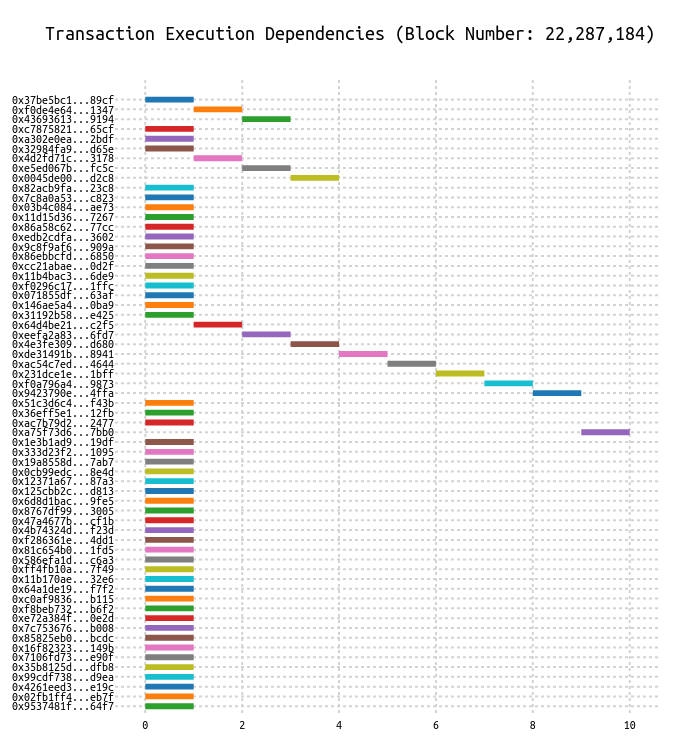 Transaction Execution Dependencies (Block Number: 22,287,184)
0x37be5bc1...89cf
0xf0de4e64...1347
0x43693613...9194
0xc7875821...65cf
0xa302e0ea...2bdf
0x32984fa9...d65e
0x4d2fd71c...3178
0xe5ed067b...fc5c
0x0045de00...d2c8
0x82acb9fa...23c8
0x7c8a0a53...c823
0x03b4c084...ae73
0x11d15d36...7267
0x86a58c62...77cc
0xedb2cdfa...3602
0x9c8f9af6...909a
0x86ebbcfd...6850
0xcc21abae...0d2f
0x11b4bac3...6de9
0xf0296c17...1ffc
0x071855df...63af
0x146ae5a4...0ba9
0x31192b58...e425
0x64d4be21...c2f5
0xeefa2a83...6fd7
0x4e3fe309...d680
0xde31491b...8941
0xac54c7ed...4644
0x231dce1e...1bff
0xf0a796a4...9873
0x9423790e...4ffa
0x51c3d6c4...f43b
0x36eff5e1...12fb
0xac7b79d2...2477
0xa75f73d6...7bb0
0x1e3b1ad9...19df
0x333d23f2...1095
0x19a8558d...7ab7
0x0cb99edc...8e4d
0x12371a67...87a3
0x125cbb2c...d813
0x6d8d1bac...9fe5
0x8767df99...3005
0x47a4677b...cf1b
0x4b74324d...f23d
0xf286361e...4dd1
0x81c654b0...1fd5
0x586efa1d...c6a3
0xff4fb10a...7f49
0x11b170ae...32e6
0x64a1de19...f7f2
0xc0af9836...b115
0xf8beb732...b6f2
0xe72a384f...0e2d
0x7c753676...b008
0x85825eb0...bcdc
0x16f82323...149b
0x7106fd73...e90f
0x35b8125d...dfb8
0x99cdf738...d9ea
0x4261eed3...e19c
0x02fb1ff4...eb7f
0x9537481f...64f7
0 2 4 6 8 10